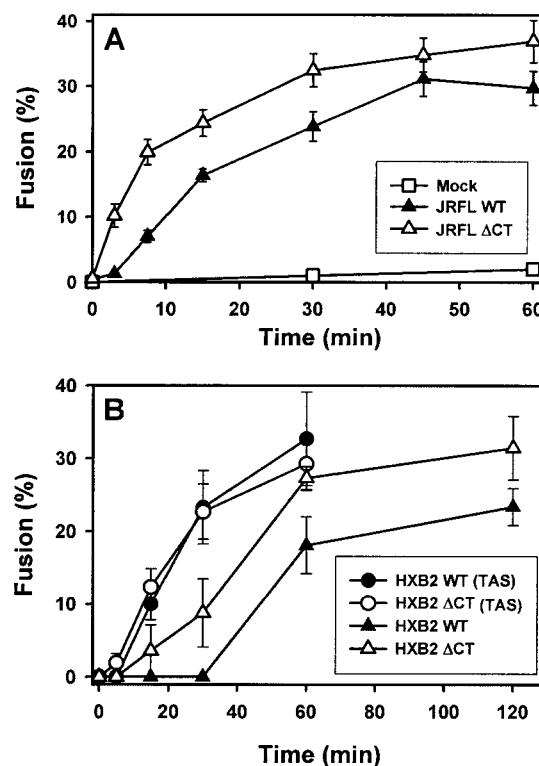 A
40
30
20
10
0
Fusion (%)
Mock
JRFL WT
JRFL ΔCT
0 10 20 30 40 50 60
Time (min)
B
40
30
20
10
0
Fusion (%)
HXB2 WT (TAS)
HXB2 ΔCT (TAS)
HXB2 WT
HXB2 ΔCT
0 20 40 60 80 100 120
Time (min)